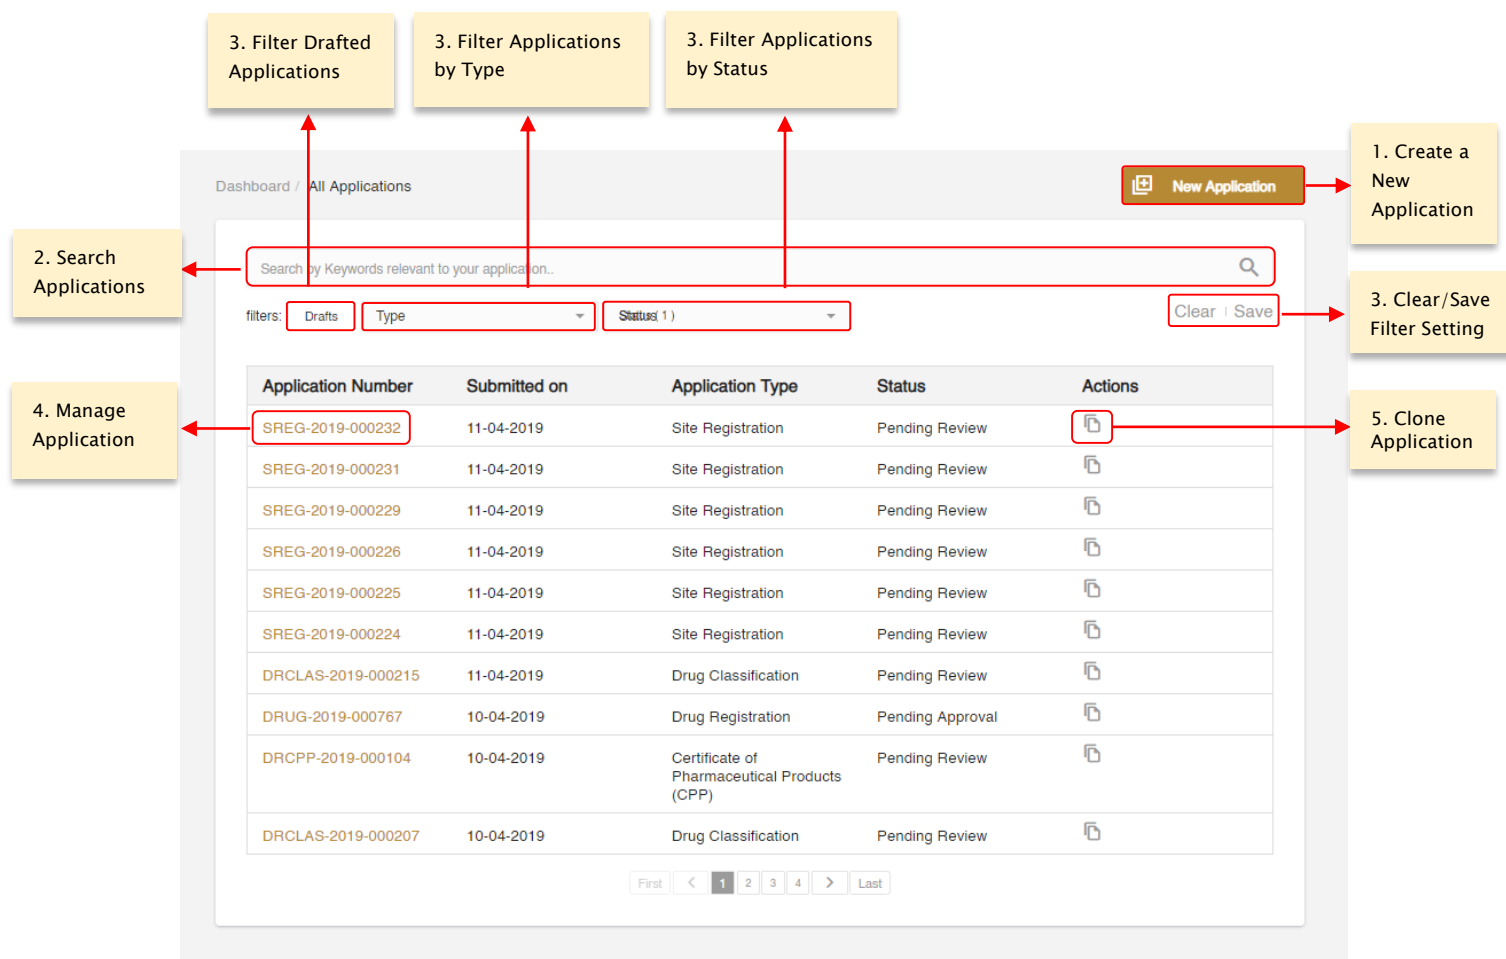 3. Filter Drafted
Applications
3. Filter Applications
by Type
3. Filter Applications
by Status
1. Create a
New
Application
Dashboard / All Applications
New Application
2. Search
Applications
Search by Keywords relevant to your application..
filters: Drafts Type Status ( 1 )
Clear | Save
3. Clear/Save
Filter Setting
Application Number Submitted on Application Type Status Actions
4. Manage
Application
SREG-2019-000232 11-04-2019 Site Registration Pending Review
5. Clone
Application
SREG-2019-000231 11-04-2019 Site Registration Pending Review
SREG-2019-000229 11-04-2019 Site Registration Pending Review
SREG-2019-000226 11-04-2019 Site Registration Pending Review
SREG-2019-000225 11-04-2019 Site Registration Pending Review
SREG-2019-000224 11-04-2019 Site Registration Pending Review
DRCLAS-2019-000215 11-04-2019 Drug Classification Pending Review
DRUG-2019-000767 10-04-2019 Drug Registration Pending Approval
DRCPP-2019-000104 10-04-2019 Certificate of Pending Review
Pharmaceutical Products
(CPP)
DRCLAS-2019-000207 10-04-2019 Drug Classification Pending Review
First 1 2 3 4 Last